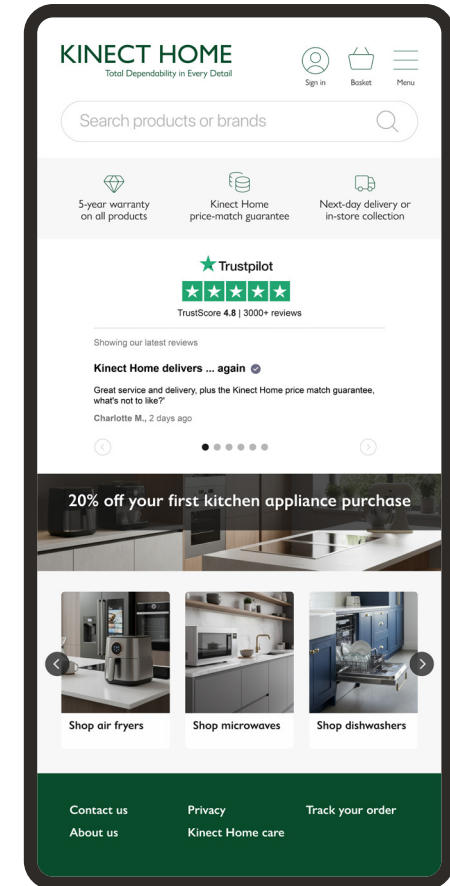 KINECT HOME
Total Dependability in Every Detail
Sign in
Basket
Menu
Search products or brands
5-year warranty
on all products
Kinect Home
price-match guarantee
Next-day delivery or
in-store collection
Trustpilot
TrustScore 4.8 | 3000+ reviews
Showing our latest reviews
Kinect Home delivers ... again
Great service and delivery, plus the Kinect Home price match guarantee,
what's not to like?'
Charlotte M., 2 days ago
20% off your first kitchen appliance purchase
Shop air fryers
Shop microwaves
Shop dishwashers
Contact us
Privacy
Track your order
About us
Kinect Home care